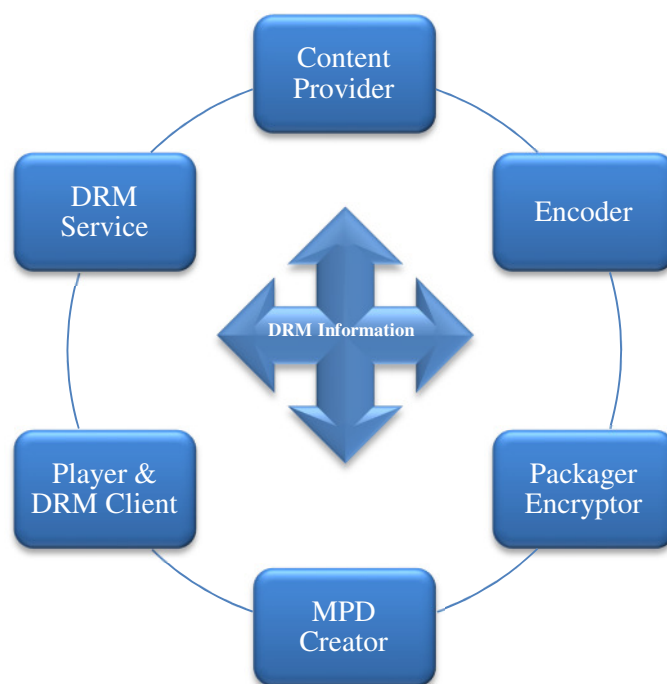 Content
Provider
DRM
Service
Encoder
DRM Information
Player &
DRM Client
Packager
Encryptor
MPD
Creator